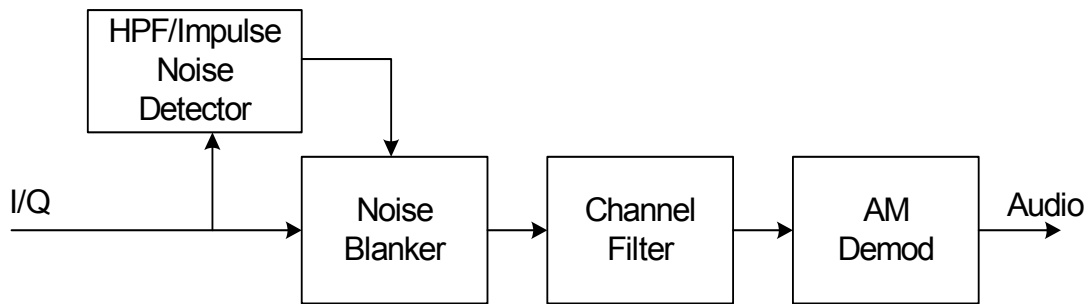 HPF/Impulse
Noise
Detector
I/Q
Noise
Blanker
Channel
Filter
AM
Demod
Audio